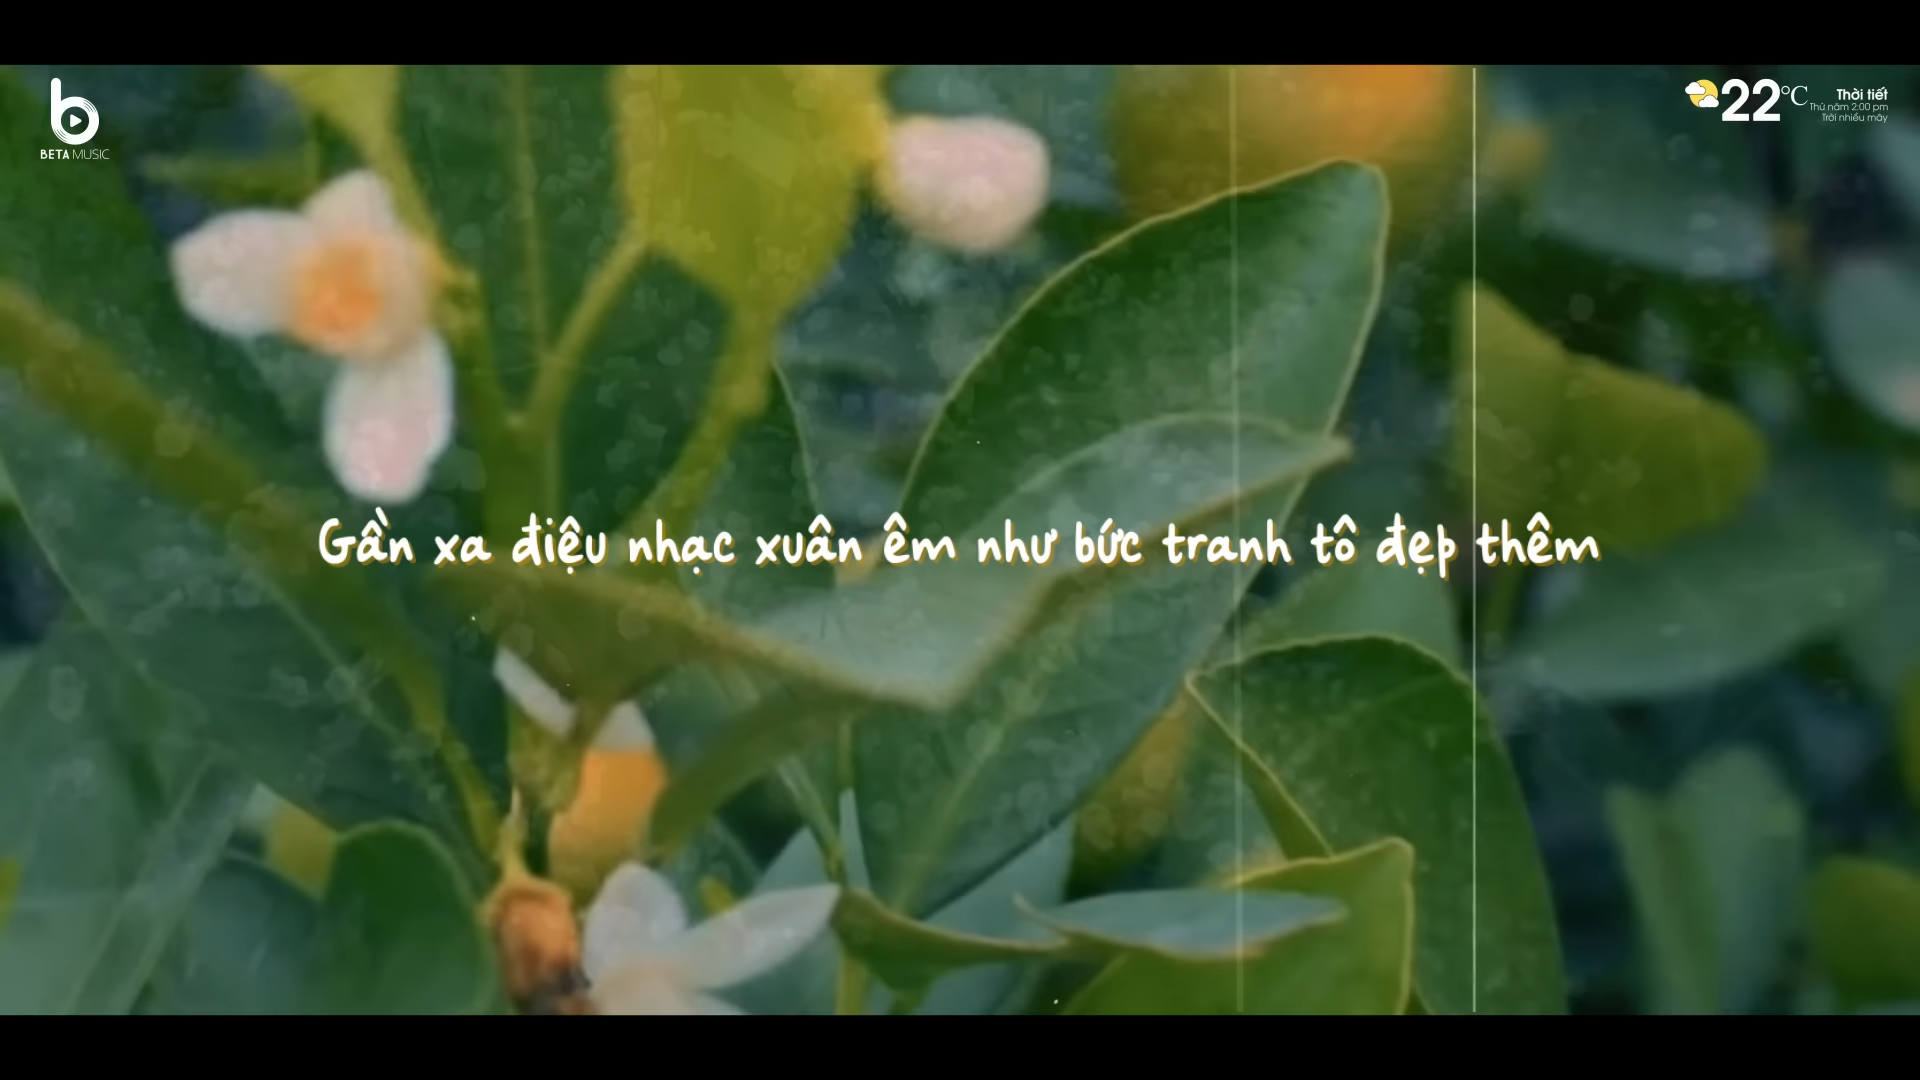 BETA MUSIC
22°C
Thời tiết
Thứ năm 2:00 pm
Trời nhiều mây
Gần xa điệu nhạc xuân êm như bức tranh tô đẹp thêm